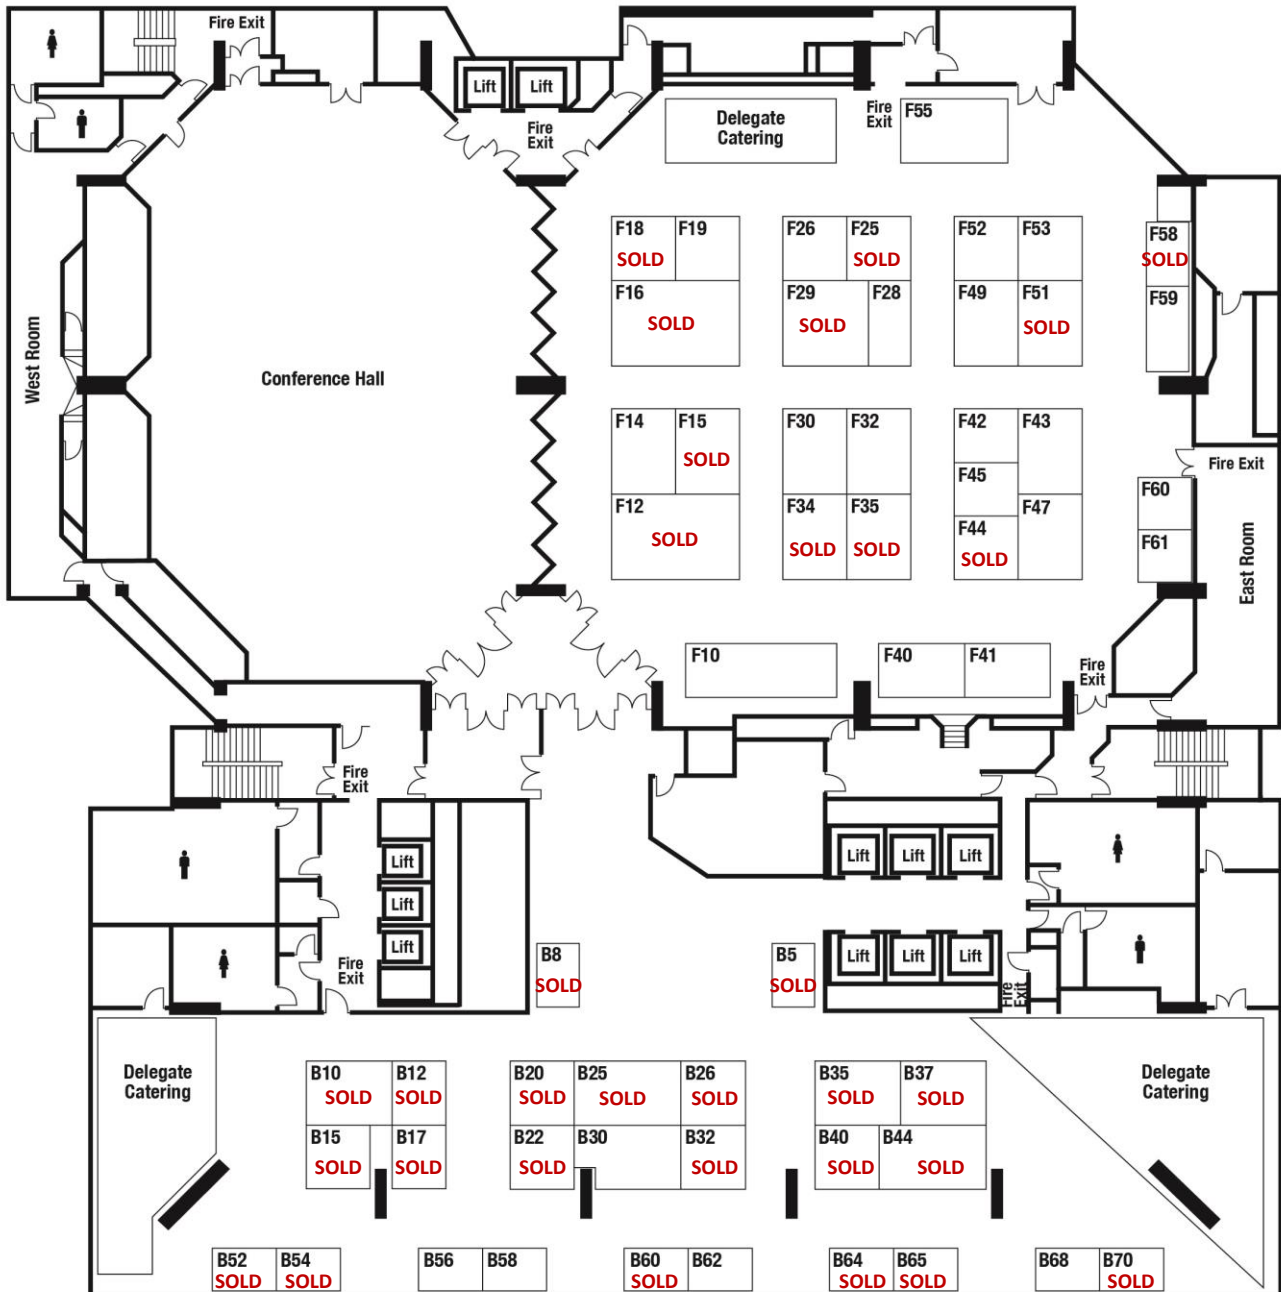 Fire Exit
Lift
Lift
Fire
Exit
Delegate
Catering
Fire
Exit
F55
F18
SOLD
F19
F26
F25
SOLD
F52
F53
F58
SOLD
F16
SOLD
F29
SOLD
F28
F49
F51
SOLD
F59
West Room
Conference Hall
F14
F15
SOLD
F30
F32
F42
F43
F45
Fire Exit
F12
SOLD
F34
SOLD
F35
SOLD
F44
SOLD
F47
F60
F61
East Room
F10
F40
F41
Fire
Exit
Fire
Exit
Lift
Lift
Lift
Lift
Lift
Lift
Fire
Exit
B8
SOLD
B5
SOLD
Lift
Lift
Lift
Fire
Exit
Delegate
Catering
B10
SOLD
B12
SOLD
B20
SOLD
B25
SOLD
B26
SOLD
B35
SOLD
B37
SOLD
Delegate
Catering
B15
SOLD
B17
SOLD
B22
SOLD
B30
B32
SOLD
B40
SOLD
B44
SOLD
B52
SOLD
B54
SOLD
B56
B58
B60
SOLD
B62
B64
SOLD
B65
SOLD
B68
B70
SOLD